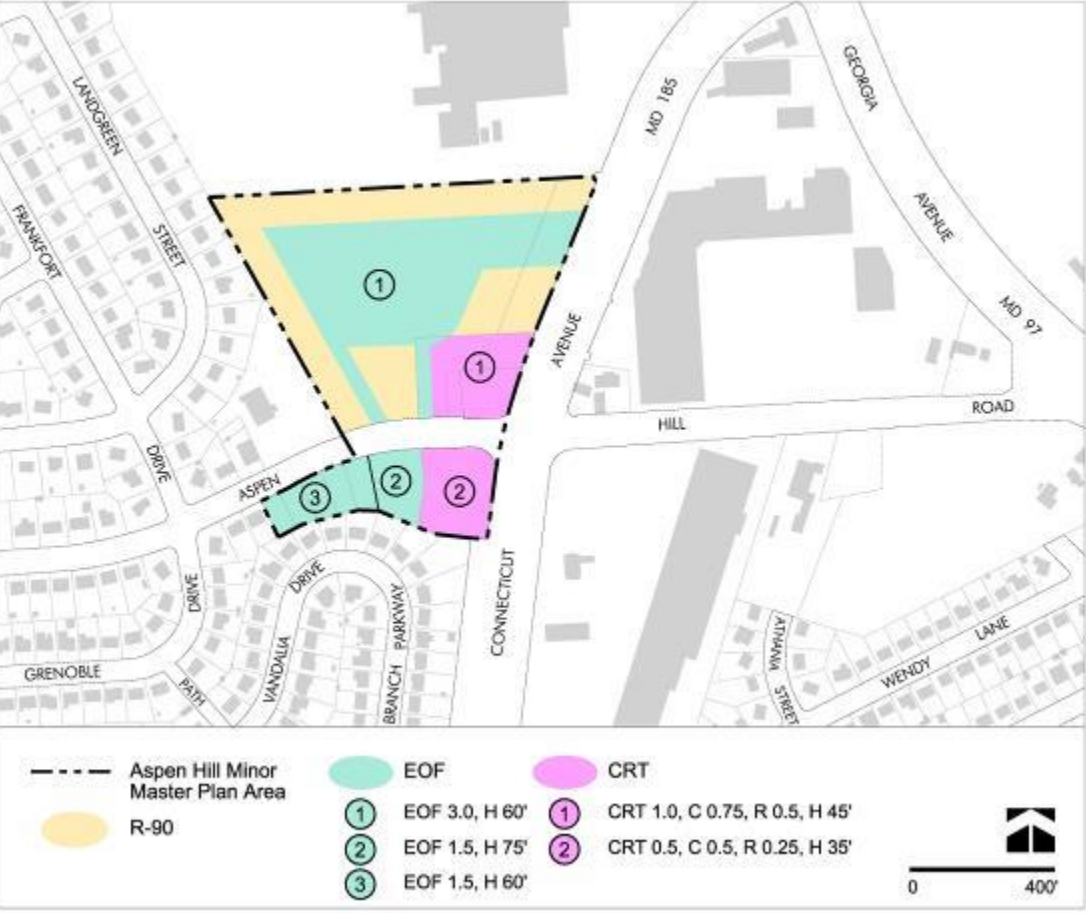 LANDGREEN
STREET
FRANKFORT
DRIVE
MD 185
GEORGIA
AVENUE
MD 97
AVENUE
HILL
ROAD
ASPEN
1
1
2
2
3
DRIVE
GRENOBLE
PATH
DRIVE
VANDALIA
BRANCH PARKWAY
CONNECTICUT
ATHANIA
STREET
WENDY
LANE
Aspen Hill Minor
Master Plan Area
R-90
EOF
1 EOF 3.0, H 60'
2 EOF 1.5, H 75'
3 EOF 1.5, H 60'
CRT
1 CRT 1.0, C 0.75, R 0.5, H 45'
2 CRT 0.5, C 0.5, R 0.25, H 35'
0 400'